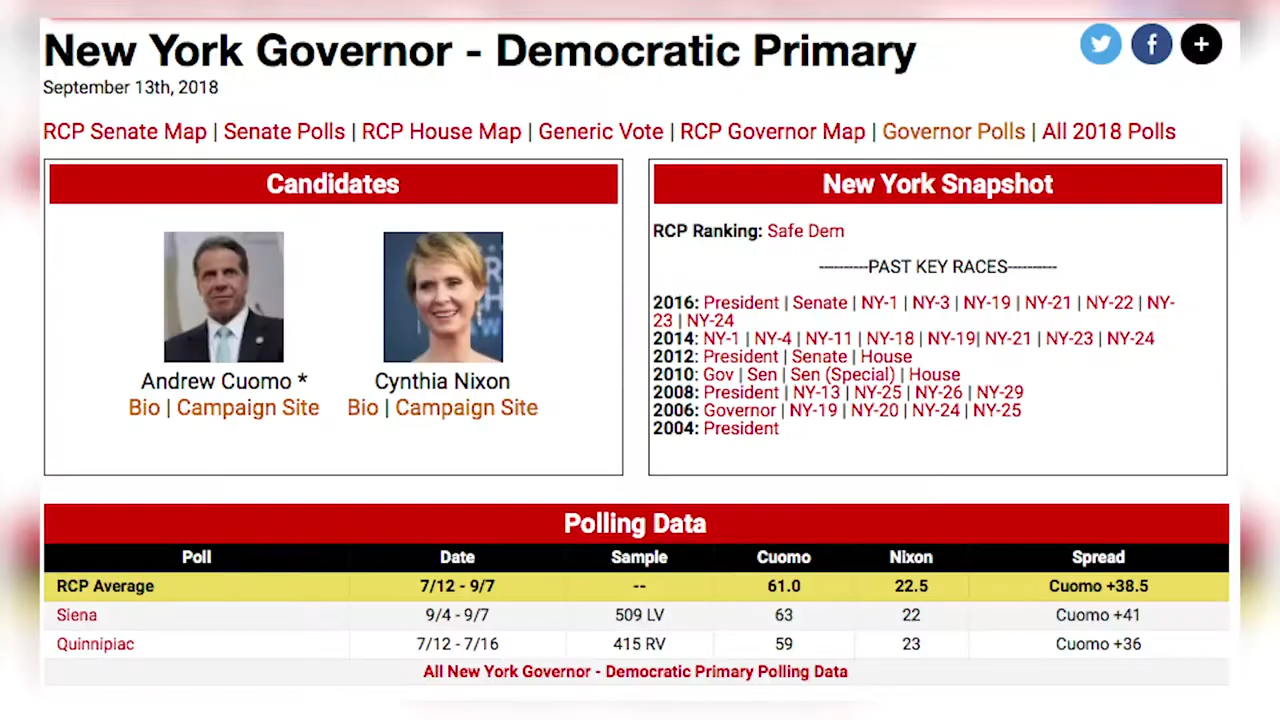 New York Governor - Democratic Primary
September 13th, 2018
RCP Senate Map | Senate Polls | RCP House Map | Generic Vote | RCP Governor Map | Governor Polls | All 2018 Polls
Candidates
Andrew Cuomo *
Bio | Campaign Site
Cynthia Nixon
Bio | Campaign Site
New York Snapshot
RCP Ranking: Safe Dem
----------PAST KEY RACES----------
2016: President | Senate | NY-1 | NY-3 | NY-19 | NY-21 | NY-22 | NY-
23 | NY-24
2014: NY-1 | NY-4 | NY-11 | NY-18 | NY-19| NY-21 | NY-23 | NY-24
2012: President | Senate | House
2010: Gov | Sen | Sen (Special) | House
2008: President | NY-13 | NY-25 | NY-26 | NY-29
2006: Governor | NY-19 | NY-20 | NY-24 | NY-25
2004: President
Polling Data
Poll Date Sample Cuomo Nixon Spread
RCP Average 7/12 - 9/7 -- 61.0 22.5 Cuomo +38.5
Siena 9/4 - 9/7 509 LV 63 22 Cuomo +41
Quinnipiac 7/12 - 7/16 415 RV 59 23 Cuomo +36
All New York Governor - Democratic Primary Polling Data